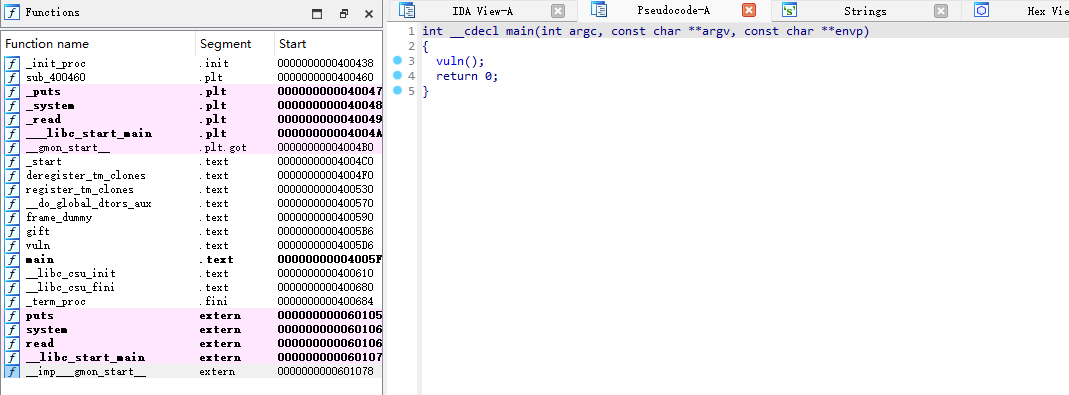 Functions
Function name Segment Start
f _init_proc .init 0000000000400438
f sub_400460 .plt 0000000000400460
f _puts .plt 000000000040047
f _system .plt 000000000040048
f _read .plt 000000000040049
f ___libc_start_main .plt 00000000004004A
f __gmon_start__ .plt.got 00000000004004B0
f _start .text 00000000004004C0
f deregister_tm_clones .text 00000000004004F0
f register_tm_clones .text 0000000000400530
f __do_global_dtors_aux .text 0000000000400570
f frame_dummy .text 0000000000400590
f gift .text 00000000004005B6
f vuln .text 00000000004005D6
f main .text 00000000004005F
f __libc_csu_init .text 0000000000400610
f __libc_csu_fini .text 0000000000400680
f _term_proc .fini 0000000000400684
f puts extern 000000000060105
f system extern 000000000060106
f read extern 000000000060106
f __libc_start_main extern 000000000060107
f __imp___gmon_start__ extern 0000000000601078
IDA View-A Pseudocode-A 's' Strings Hex Vie
1 int __cdecl main(int argc, const char **argv, const char **envp)
2 {
3 vuln();
4 return 0;
5 }